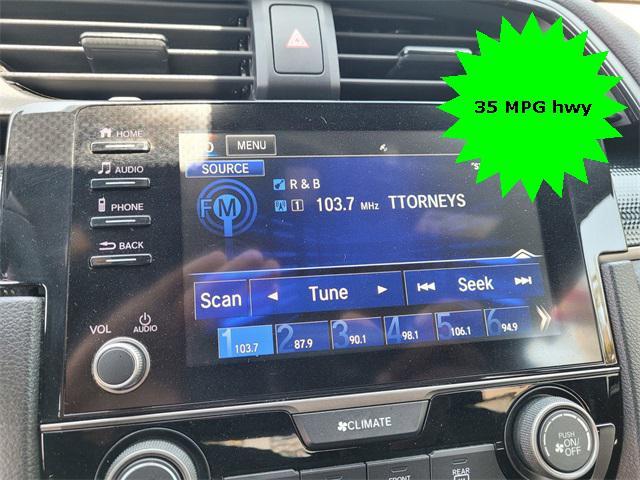 35 MPG hwy
HOME
MENU
SOURCE
AUDIO
R & B
FM
1 103.7 MHz TTORNEYS
PHONE
BACK
Scan Tune Seek
VOL AUDIO
1 103.7 2 87.9 3 90.1 4 98.1 5 106.1 6 94.9
CLIMATE
PUSH
ON/
OFF
FRONT
REAR